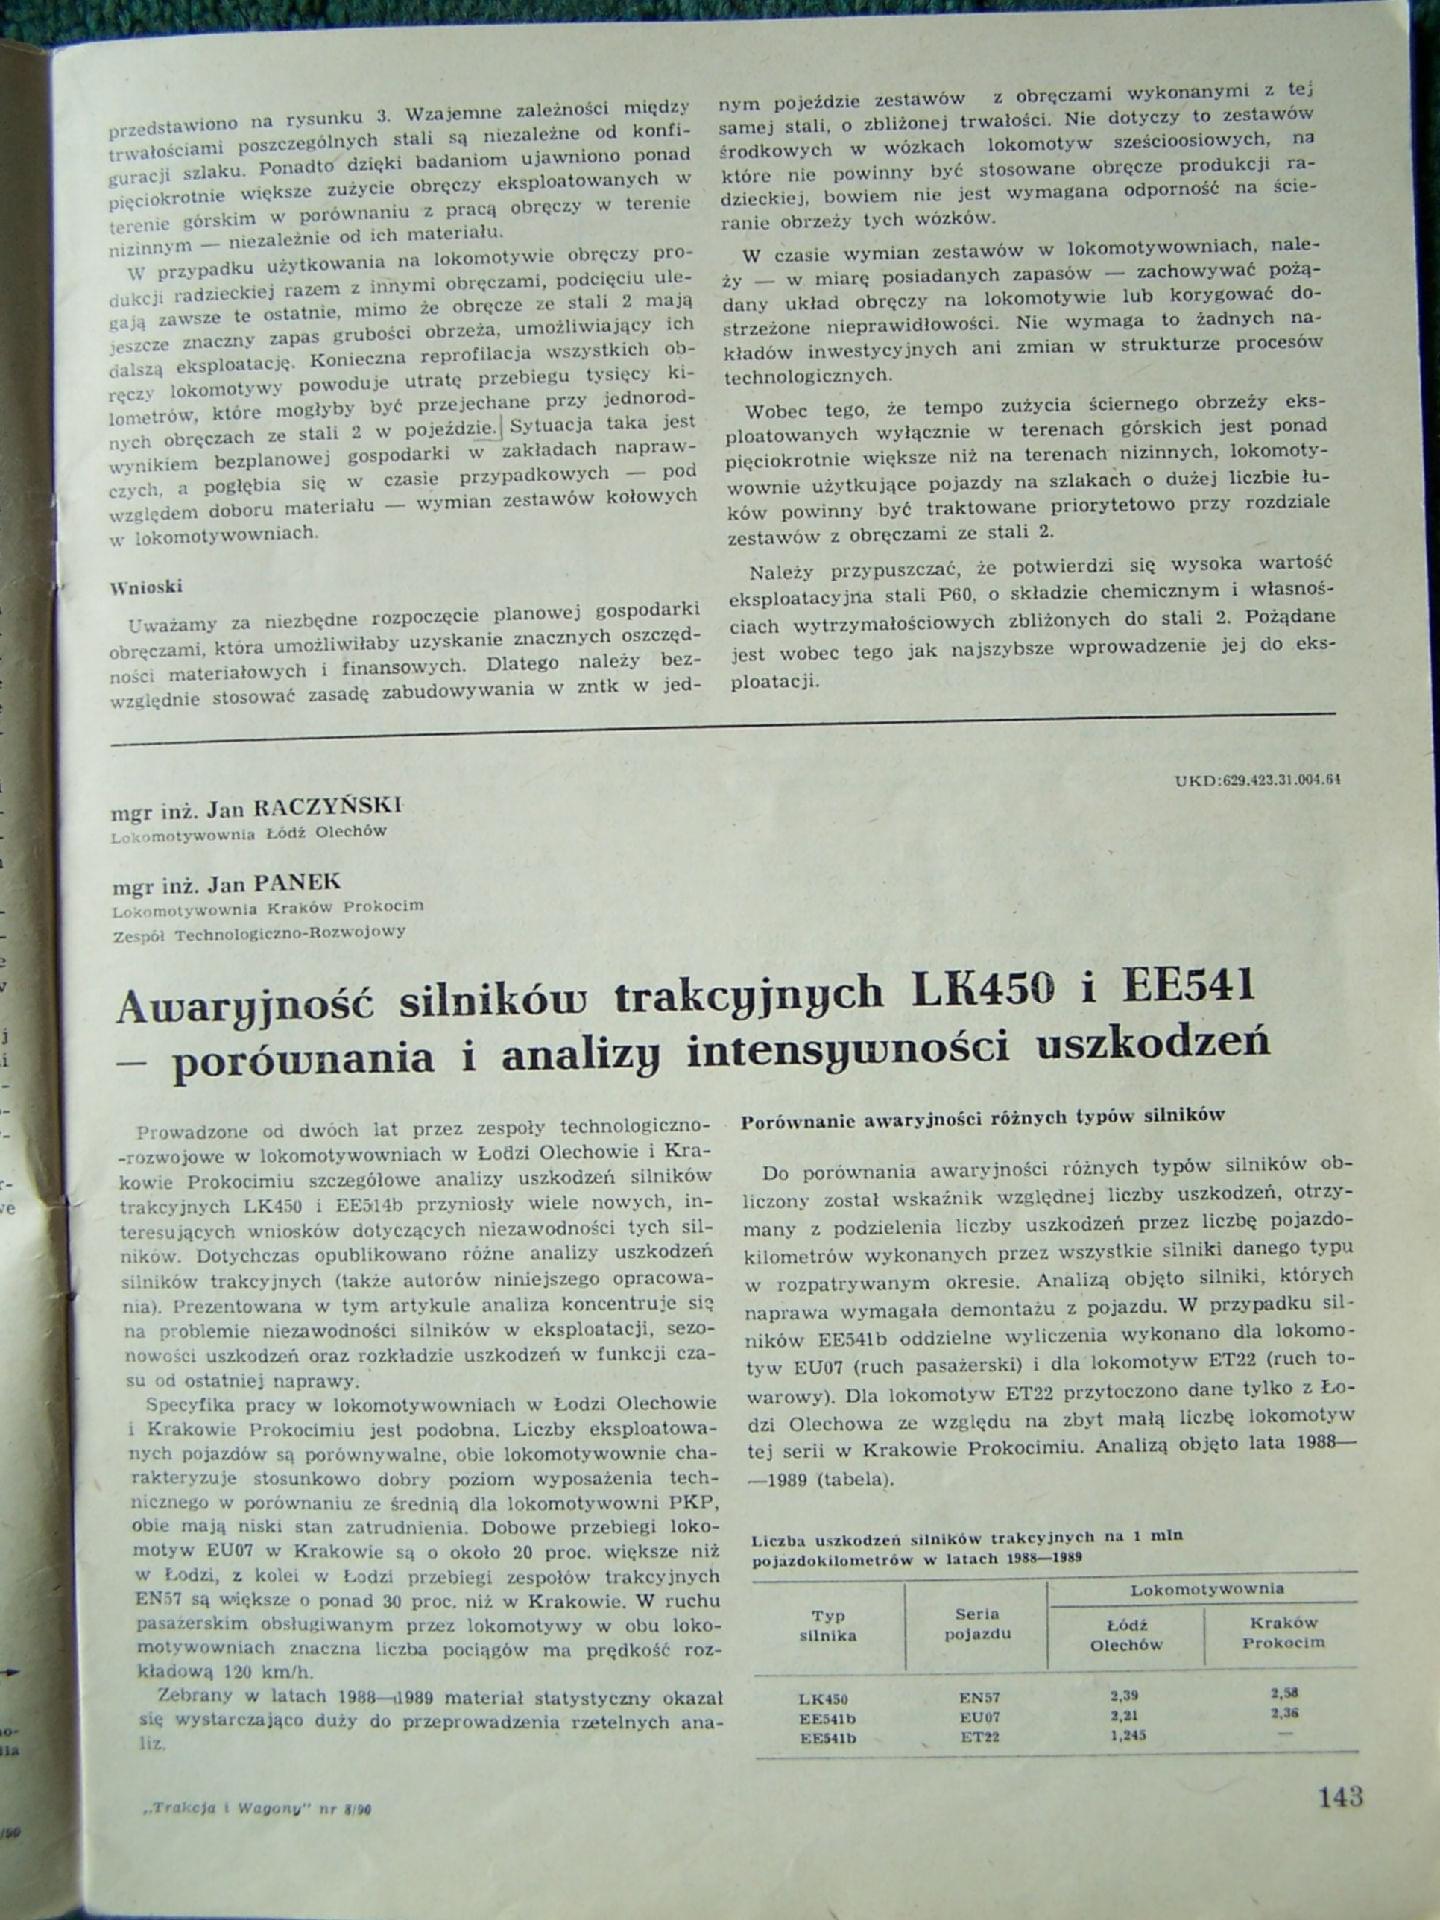 przedstawiono na rysunku 3. Wzajemne zależności między
trwałościami poszczególnych stali są niezależne od konfi-
guracji szlaku. Ponadto dzięki badaniom ujawniono ponad
pięciokrotnie większe zużycie obręczy eksploatowanych w
terenie górskim w porównaniu z pracą obręczy w terenie
nizinnym — niezależnie od ich materiału.
W przypadku użytkowania na lokomotywie obręczy pro-
dukcji radzieckiej razem z innymi obręczami, podcięciu ule-
gają zawsze te ostatnie, mimo że obręcze ze stali 2 mają
jeszcze znaczny zapas grubości obrzeża, umożliwiający ich
dalszą eksploatację. Konieczna reprofilacja wszystkich ob-
ręczy lokomotywy powoduje utratę przebiegu tysięcy ki-
lometrów, które mogłyby być przejechane przy jednorod-
nych obręczach ze stali 2 w pojeździe. Sytuacja taka jest
wynikiem bezplanowej gospodarki w zakładach napraw-
czych, a pogłębia się w czasie przypadkowych — pod
względem doboru materiału — wymian zestawów kołowych
w lokomotywowniach.
Wnioski
Uważamy za niezbędne rozpoczęcie planowej gospodarki
obręczami, która umożliwiłaby uzyskanie znacznych oszczęd-
ności materiałowych i finansowych. Dlatego należy bez-
względnie stosować zasadę zabudowywania w zntk w jed-
nym pojeździe zestawów z obręczami wykonanymi z tej
samej stali, o zbliżonej trwałości. Nie dotyczy to zestawów
środkowych w wózkach lokomotyw sześcioosiowych, na
które nie powinny być stosowane obręcze produkcji ra-
dzieckiej, bowiem nie jest wymagana odporność na ście-
ranie obrzeży tych wózków.
W czasie wymian zestawów w lokomotywowniach, nale-
ży — w miarę posiadanych zapasów — zachowywać pożą-
dany układ obręczy na lokomotywie lub korygować do-
strzeżone nieprawidłowości. Nie wymaga to żadnych na-
kładów inwestycyjnych ani zmian w strukturze procesów
technologicznych.
Wobec tego, że tempo zużycia ściernego obrzeży eks-
ploatowanych wyłącznie w terenach górskich jest ponad
pięciokrotnie większe niż na terenach nizinnych, lokomoty-
wownie użytkujące pojazdy na szlakach o dużej liczbie łu-
ków powinny być traktowane priorytetowo przy rozdziale
zestawów z obręczami ze stali 2.
Należy przypuszczać, że potwierdzi się wysoka wartość
eksploatacyjna stali P60, o składzie chemicznym i własnoś-
ciach wytrzymałościowych zbliżonych do stali 2. Pożądane
jest wobec tego jak najszybsze wprowadzenie jej do eks-
ploatacji.
UKD:629.423.31.004.64
mgr inż. Jan RACZYŃSKI
Lokomotywownia Łódź Olechów
mgr inż. Jan PANEK
Lokomotywownia Kraków Prokocim
Zespół Technologiczno-Rozwojowy
Awaryjność silników trakcyjnych LK450 i EE541
— porównania i analizy intensywności uszkodzeń
Prowadzone od dwóch lat przez zespoły technologiczno-
-rozwojowe w lokomotywowniach w Łodzi Olechowie i Kra-
kowie Prokocimiu szczegółowe analizy uszkodzeń silników
trakcyjnych LK450 i EE514b przyniosły wiele nowych, in-
teresujących wniosków dotyczących niezawodności tych sil-
ników. Dotychczas opublikowano różne analizy uszkodzeń
silników trakcyjnych (także autorów niniejszego opracowa-
nia). Prezentowana w tym artykule analiza koncentruje się
na problemie niezawodności silników w eksploatacji, sezo-
nowości uszkodzeń oraz rozkładzie uszkodzeń w funkcji cza-
su od ostatniej naprawy.
Specyfika pracy w lokomotywowniach w Łodzi Olechowie
i Krakowie Prokocimiu jest podobna. Liczby eksploatowa-
nych pojazdów są porównywalne, obie lokomotywownie cha-
rakteryzuje stosunkowo dobry poziom wyposażenia tech-
nicznego w porównaniu ze średnią dla lokomotywowni PKP,
obie mają niski stan zatrudnienia. Dobowe przebiegi loko-
motyw EU07 w Krakowie są o około 20 proc. większe niż
w Łodzi, z kolei w Łodzi przebiegi zespołów trakcyjnych
EN57 są większe o ponad 30 proc. niż w Krakowie. W ruchu
pasażerskim obsługiwanym przez lokomotywy w obu loko-
motywowniach znaczna liczba pociągów ma prędkość roz-
kładową 120 km/h.
Zebrany w latach 1988—1989 materiał statystyczny okazał
się wystarczająco duży do przeprowadzenia rzetelnych ana-
liz.
Porównanie awaryjności różnych typów silników
Do porównania awaryjności różnych typów silników ob-
liczony został wskaźnik względnej liczby uszkodzeń, otrzy-
many z podzielenia liczby uszkodzeń przez liczbę pojazdo-
kilometrów wykonanych przez wszystkie silniki danego typu
w rozpatrywanym okresie. Analizą objęto silniki, których
naprawa wymagała demontażu z pojazdu. W przypadku sil-
ników EE541b oddzielne wyliczenia wykonano dla lokomo-
tyw EU07 (ruch pasażerski) i dla lokomotyw ET22 (ruch to-
warowy). Dla lokomotyw ET22 przytoczono dane tylko z Ło-
dzi Olechowa ze względu na zbyt małą liczbę lokomotyw
tej serii w Krakowie Prokocimiu. Analizą objęto lata 1988—
—1989 (tabela).
Liczba uszkodzeń silników trakcyjnych na 1 mln
pojazdokilometrów w latach 1988—1989
Typ silnika Seria pojazdu Lokomotywownia
Łódź Olechów Kraków Prokocim
LK450 EN57 2,39 2,58
EE541b EU07 2,21 2,36
EE541b ET22 1,245 —
„Trakcja i Wagony" nr 8/90
143